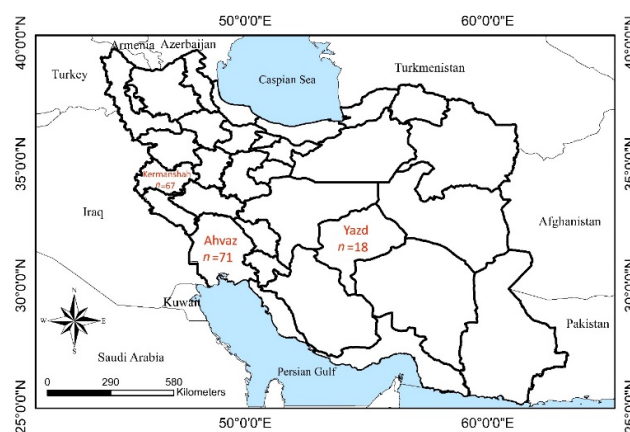 50°0'0"E 60°0'0"E
40°0'0"N 40°0'0"N
Armenia Azerbaijan
Turkey
Caspian Sea
Turkmenistan
35°0'0"N 35°0'0"N
Kermanshah
n=67
Iraq
Ahvaz
n=71
Yazd
n=18
Afghanistan
30°0'0"N 30°0'0"N
Kuwait
N
W E
S
Pakistan
Saudi Arabia
Persian Gulf
0 290 580
Kilometers
25°0'0"N 25°0'0"N
50°0'0"E 60°0'0"E